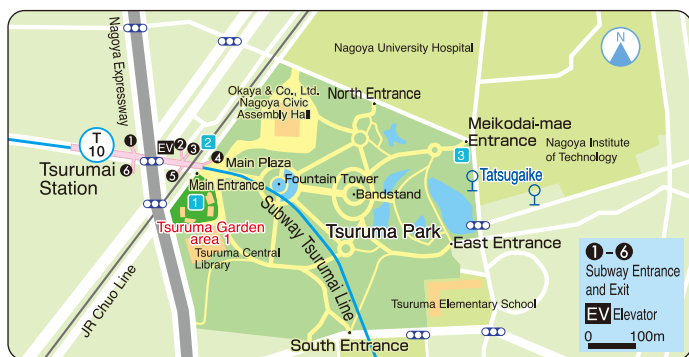 Nagoya Expressway
Nagoya University Hospital
N
Okaya & Co., Ltd.
Nagoya Civic
Assembly Hall
North Entrance
T
10
1
EV
2
3
2
4
Meikodai-mae
Entrance
3
Nagoya Institute
of Technology
Tsurumai
Station
6
5
Main Plaza
Main Entrance
Fountain Tower
Bandstand
Tatsugaike
1
Tsuruma Garden
area 1
Subway Tsurumai Line
Tsuruma Park
East Entrance
Tsuruma Central
Library
JR Chuo Line
Tsuruma Elementary School
South Entrance
1-6
Subway Entrance
and Exit
EV Elevator
0 100m